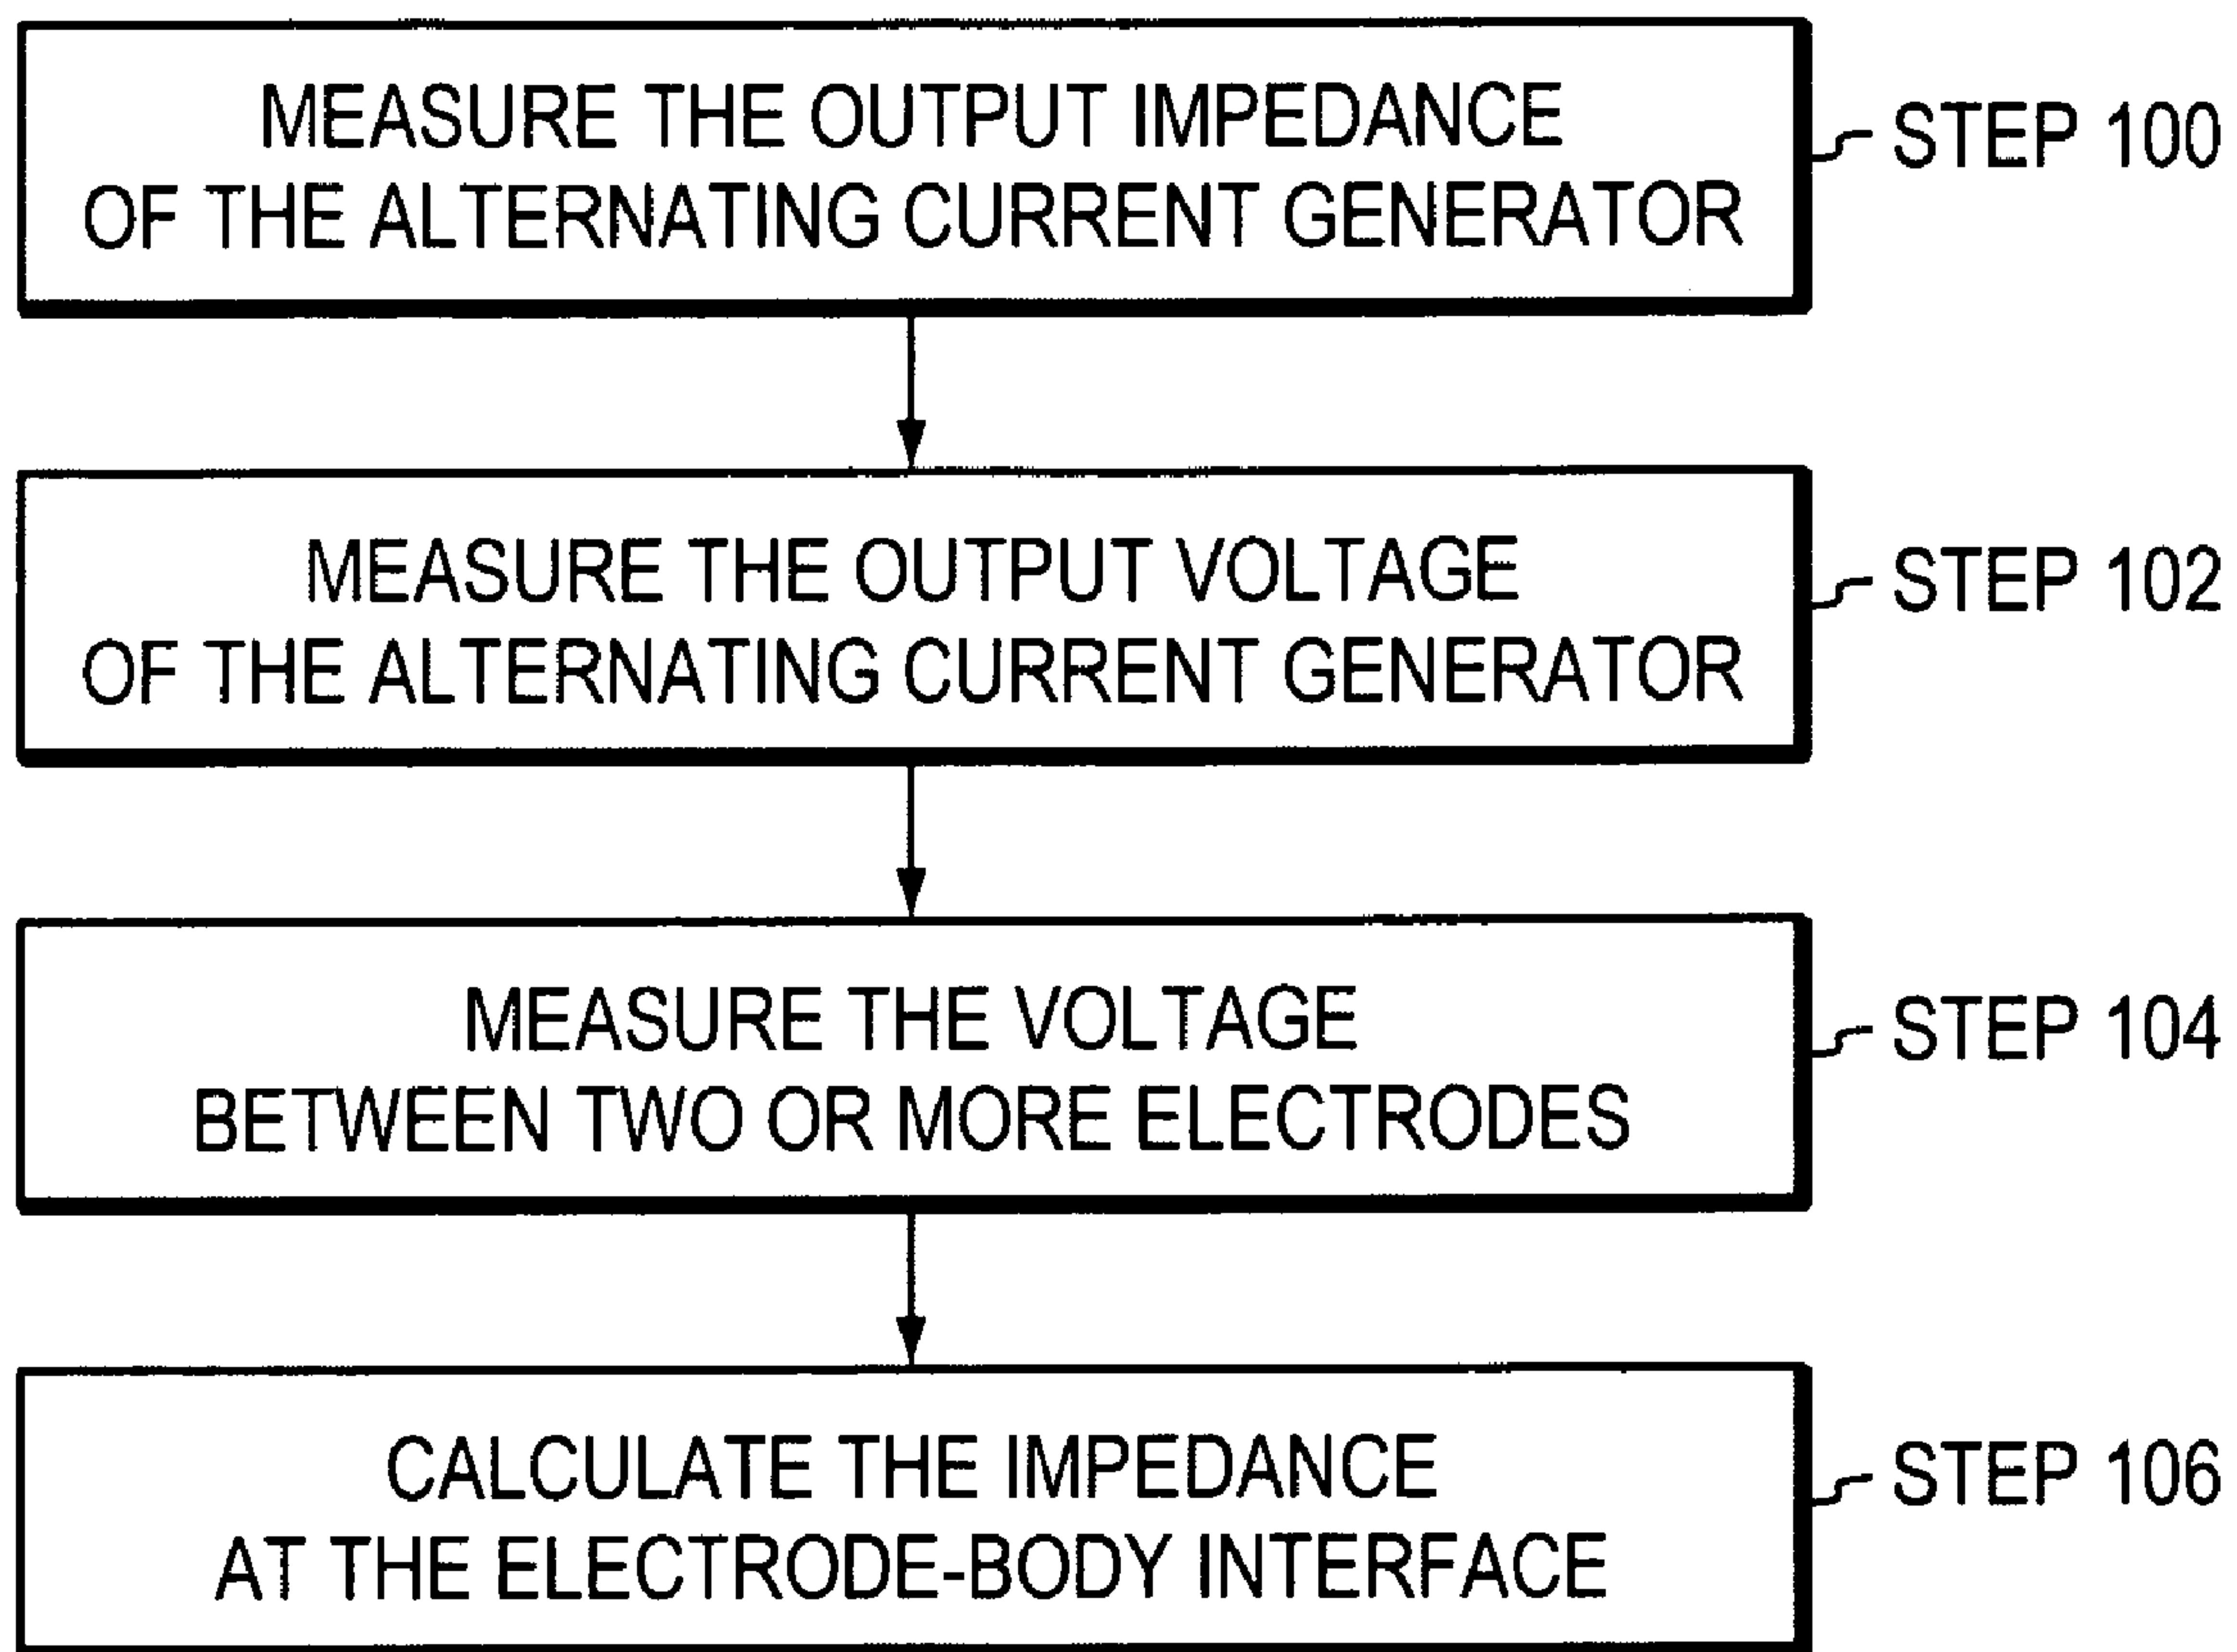 MEASURE THE OUTPUT IMPEDANCE
OF THE ALTERNATING CURRENT GENERATOR
STEP 100
MEASURE THE OUTPUT VOLTAGE
OF THE ALTERNATING CURRENT GENERATOR
STEP 102
MEASURE THE VOLTAGE
BETWEEN TWO OR MORE ELECTRODES
STEP 104
CALCULATE THE IMPEDANCE
AT THE ELECTRODE-BODY INTERFACE
STEP 106